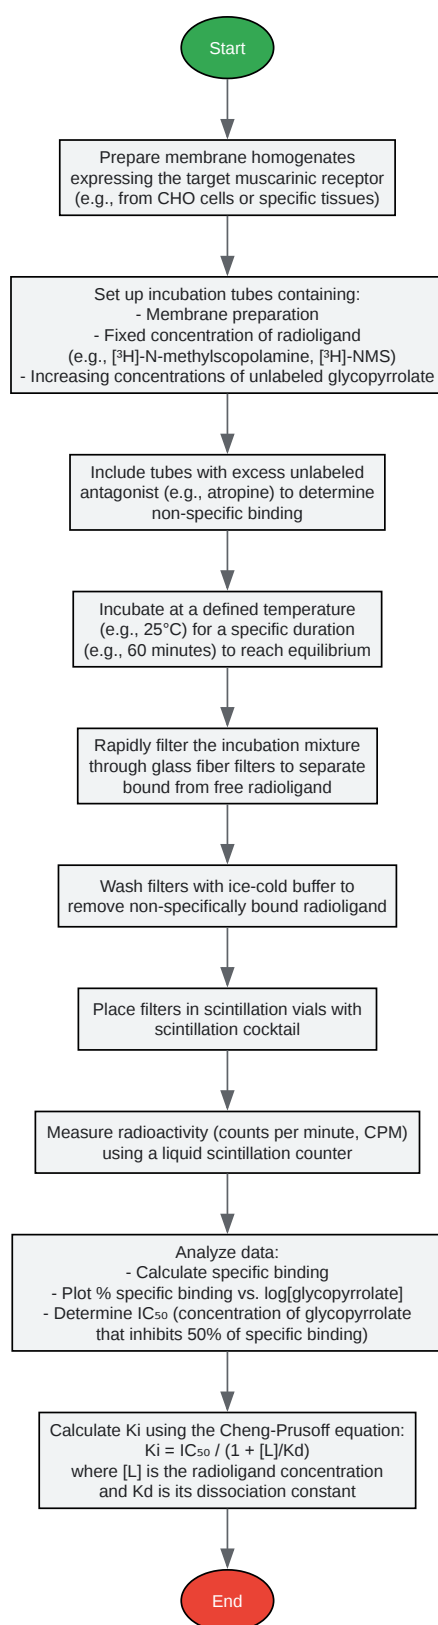 Start
Prepare membrane homogenates
expressing the target muscarinic receptor
(e.g., from CHO cells or specific tissues)
Set up incubation tubes containing:
- Membrane preparation
- Fixed concentration of radioligand
(e.g., [³H]-N-methylscopolamine, [³H]-NMS)
- Increasing concentrations of unlabeled glycopyrrolate
Include tubes with excess unlabeled
antagonist (e.g., atropine) to determine
non-specific binding
Incubate at a defined temperature
(e.g., 25°C) for a specific duration
(e.g., 60 minutes) to reach equilibrium
Rapidly filter the incubation mixture
through glass fiber filters to separate
bound from free radioligand
Wash filters with ice-cold buffer to
remove non-specifically bound radioligand
Place filters in scintillation vials with
scintillation cocktail
Measure radioactivity (counts per minute, CPM)
using a liquid scintillation counter
Analyze data:
- Calculate specific binding
- Plot % specific binding vs. log[glycopyrrolate]
- Determine IC₅₀ (concentration of glycopyrrolate
that inhibits 50% of specific binding)
Calculate Ki using the Cheng-Prusoff equation:
Ki = IC₅₀ / (1 + [L]/Kd)
where [L] is the radioligand concentration
and Kd is its dissociation constant
End